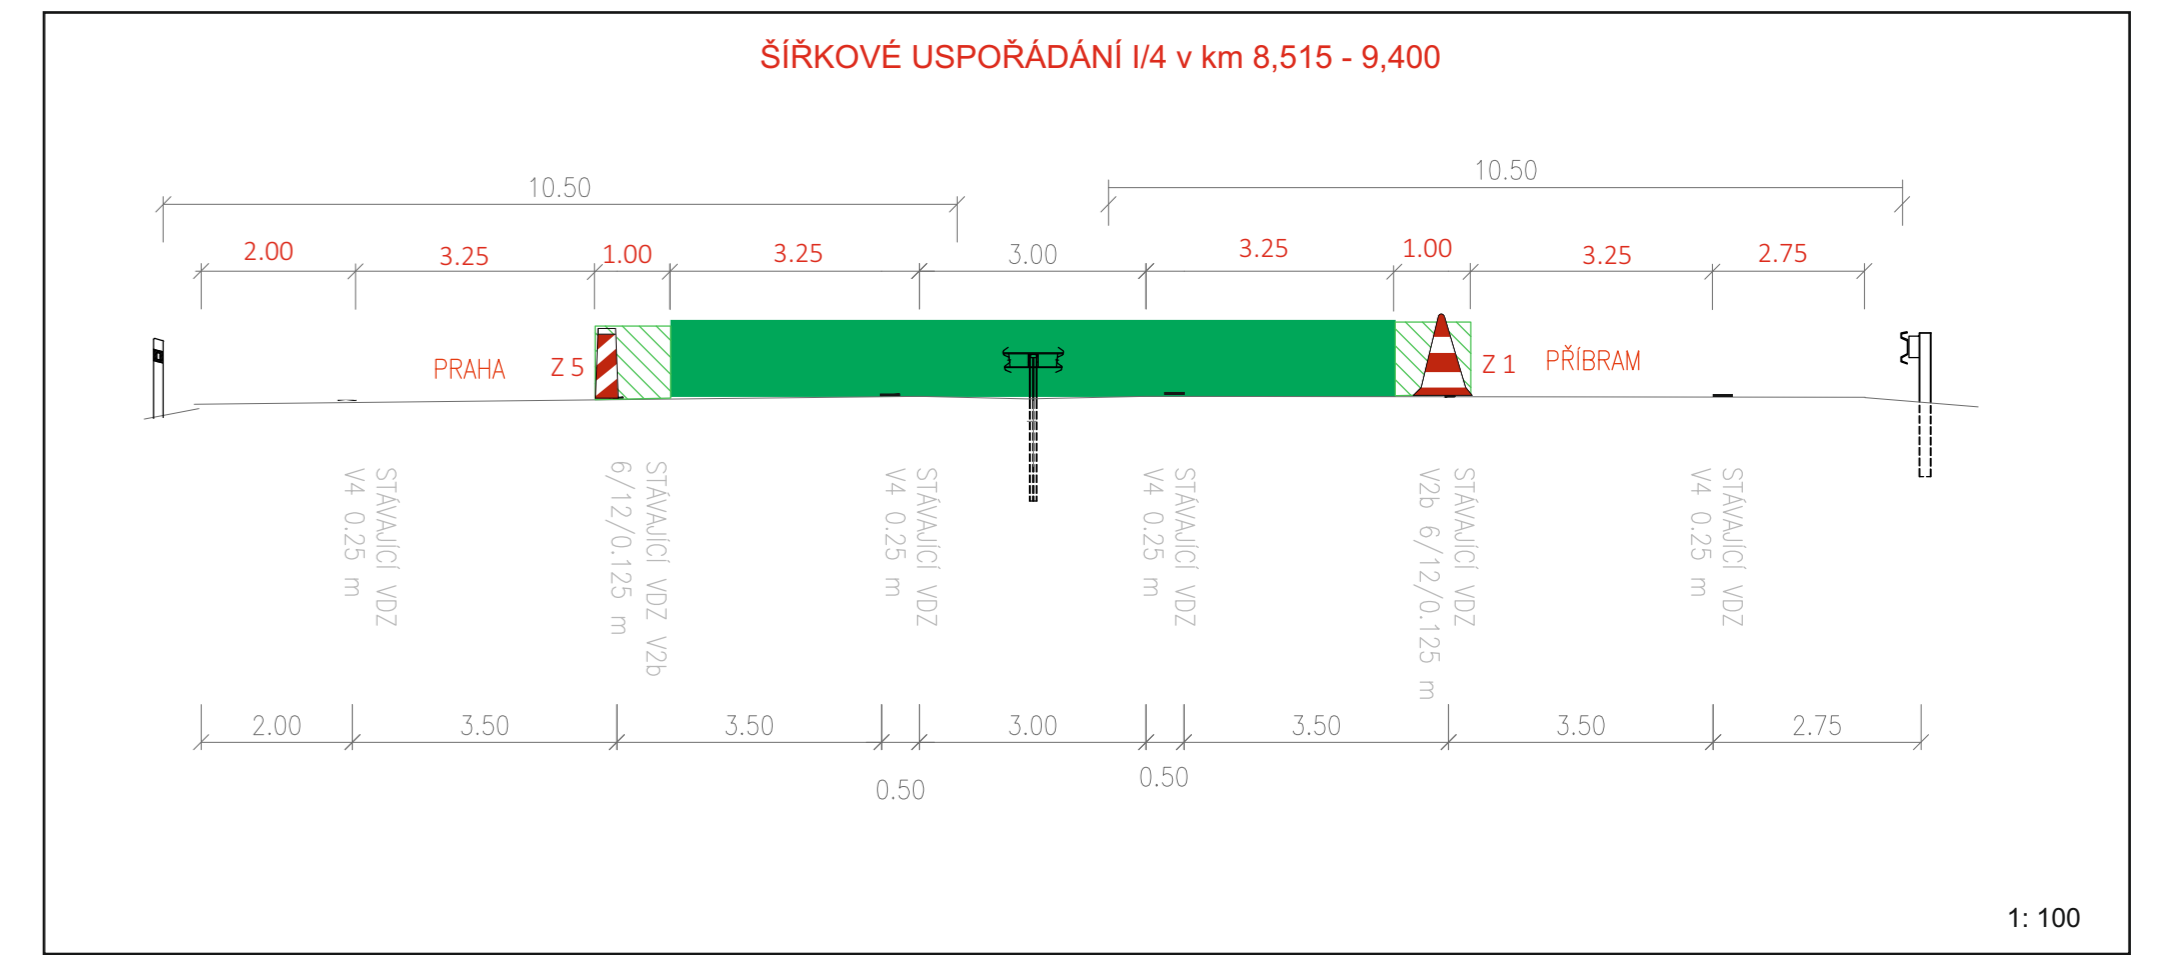 ŠÍŘKOVÉ USPOŘÁDÁNÍ I/4 v km 8,515 - 9,400
10.50
10.50
2.00
3.25
1.00
3.25
3.00
3.25
1.00
3.25
2.75
PRAHA
Z 5
Z 1
PŘÍBRAM
STÁVAJÍCÍ VDZ
V4 0.25 m
STÁVAJÍCÍ VDZ V2b
6/12/0.125 m
STÁVAJÍCÍ VDZ
V4 0.25 m
STÁVAJÍCÍ VDZ
V4 0.25 m
STÁVAJÍCÍ VDZ
V2b 6/12/0.125 m
STÁVAJÍCÍ VDZ
V4 0.25 m
2.00
3.50
3.50
3.00
3.50
3.50
2.75
0.50
0.50
1: 100